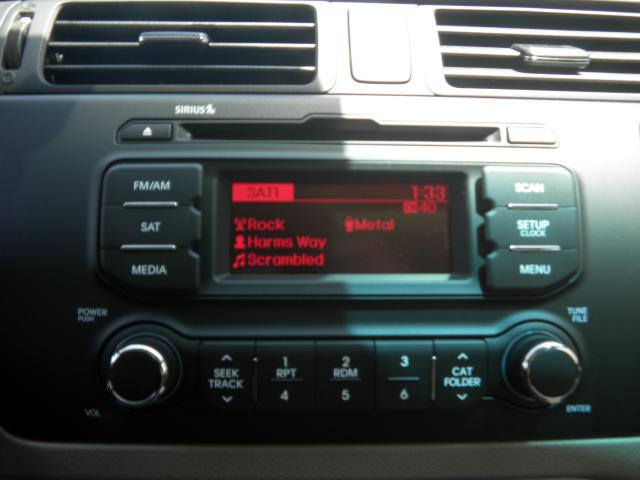 SIRIUS
FM/AM
SAT
MEDIA
SAT1 1:33
40
Rock Metal
Harms Way
Scrambled
SCAN
SETUP
CLOCK
MENU
POWER
PUSH
VOL
SEEK
TRACK
1 RPT 4
2 RDM 5
3 6
CAT
FOLDER
TUNE
FILE
ENTER